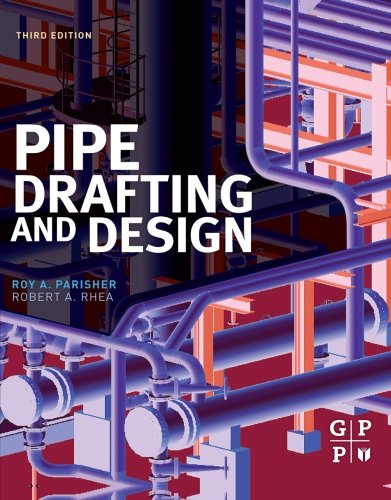 THIRD EDITION
PIPE
DRAFTING
AND DESIGN
ROY A. PARISHER
ROBERT A. RHEA
G P
P